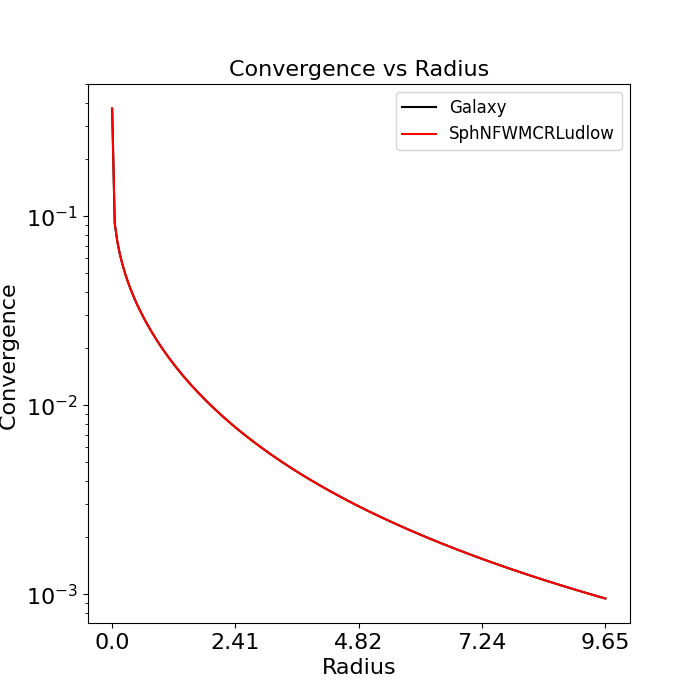 Convergence vs Radius
Galaxy
SphNFWMCRLudlow
Convergence
10⁻¹
10⁻²
10⁻³
0.0 2.41 4.82 7.24 9.65
Radius